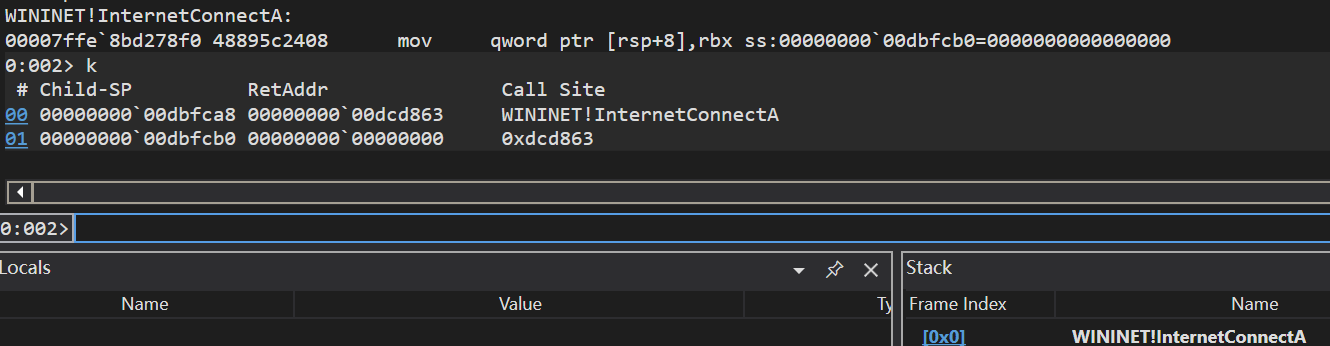 WININET!InternetConnectA:
00007ffe`8bd278f0 48895c2408      mov     qword ptr [rsp+8],rbx ss:00000000`00dbfcb0=0000000000000000
0:002> k
 # Child-SP          RetAddr               Call Site
00 00000000`00dbfca8 00000000`00dcd863     WININET!InternetConnectA
01 00000000`00dbfcb0 00000000`00000000     0xdcd863
0:002>
Locals
Name Value Ty
Stack
Frame Index Name
[0x0] WININET!InternetConnectA